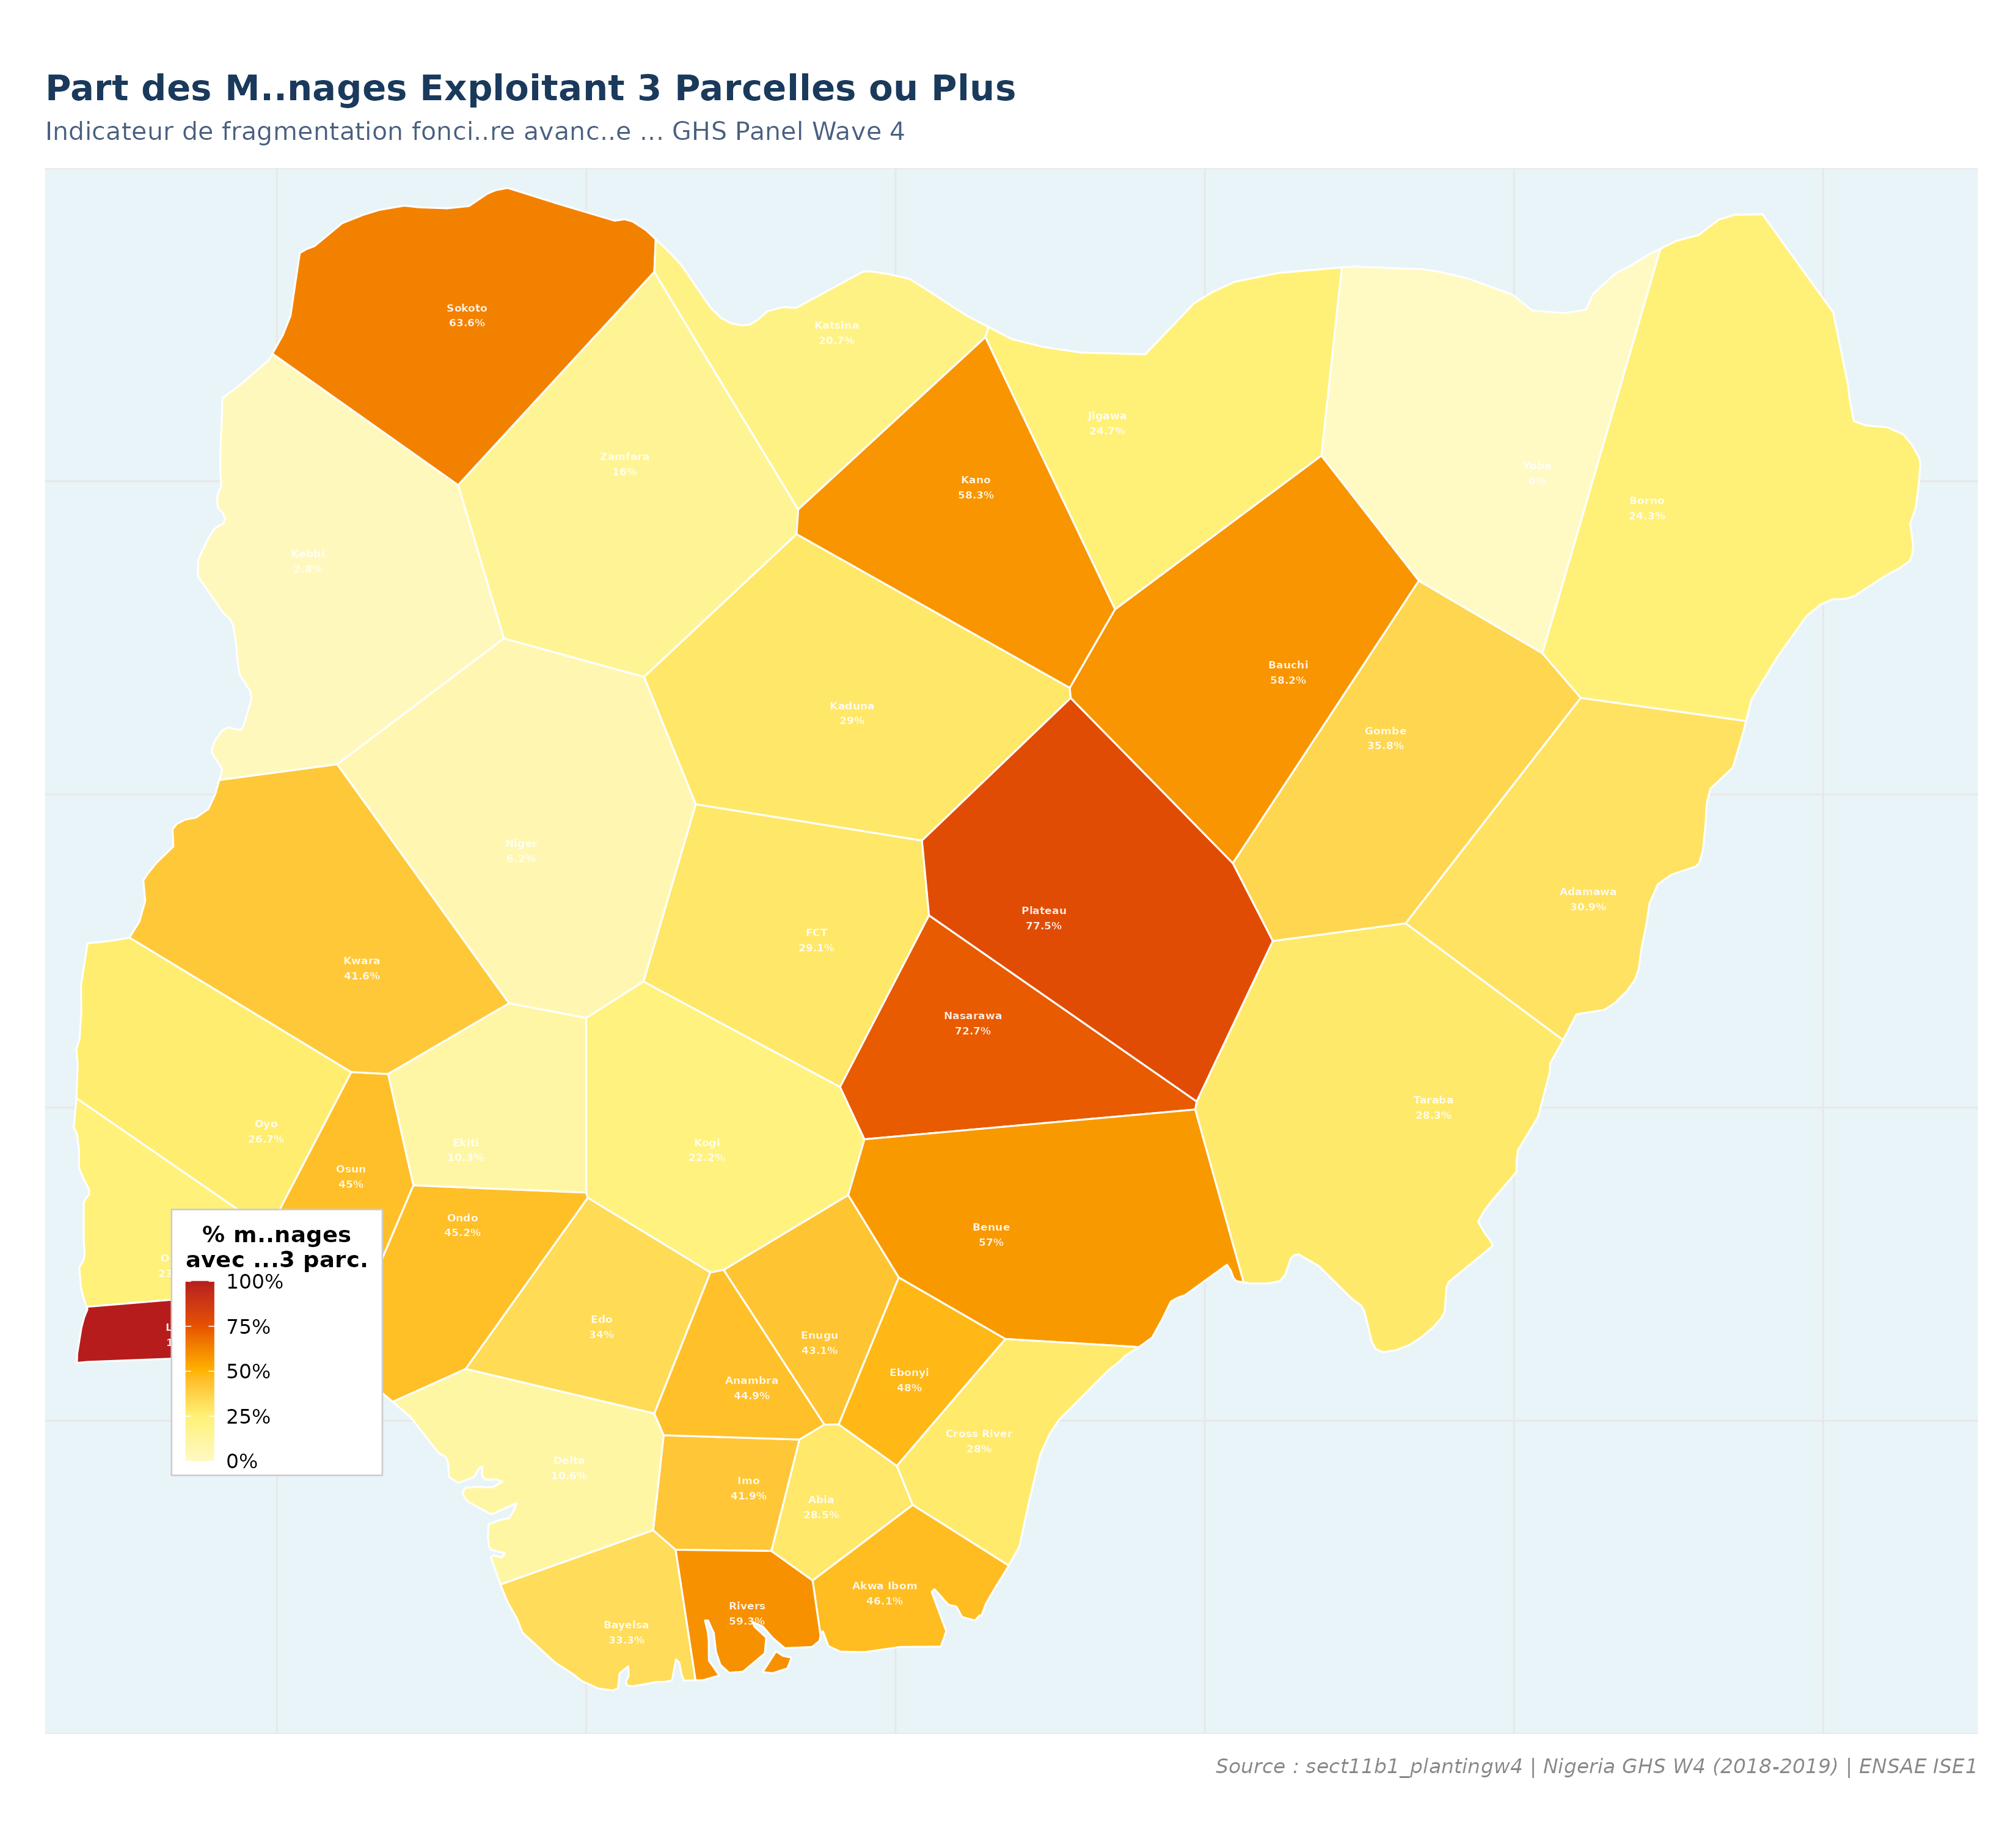 Part des M..nages Exploitant 3 Parcelles ou Plus
Indicateur de fragmentation fonci..re avanc..e ... GHS Panel Wave 4
Sokoto
63.6%
Katsina
20.7%
Jigawa
24.7%
Zamfara
16%
Kano
58.3%
Yobe
0%
Borno
24.3%
Kebbi
2.8%
Bauchi
58.2%
Kaduna
29%
Gombe
35.8%
Niger
6.2%
Adamawa
30.9%
Plateau
77.5%
FCT
29.1%
Kwara
41.6%
Nasarawa
72.7%
Taraba
28.3%
Oyo
26.7%
Ekiti
10.3%
Kogi
22.2%
Osun
45%
Ondo
45.2%
Benue
57%
% m..nages
avec ...3 parc.
100%
75%
50%
25%
0%
Edo
34%
Enugu
43.1%
Anambra
44.9%
Ebonyi
48%
Cross River
28%
Delta
10.6%
Imo
41.9%
Abia
28.5%
Akwa Ibom
46.1%
Rivers
59.3%
Bayelsa
33.3%
Source : sect11b1_plantingw4 | Nigeria GHS W4 (2018-2019) | ENSAE ISE1